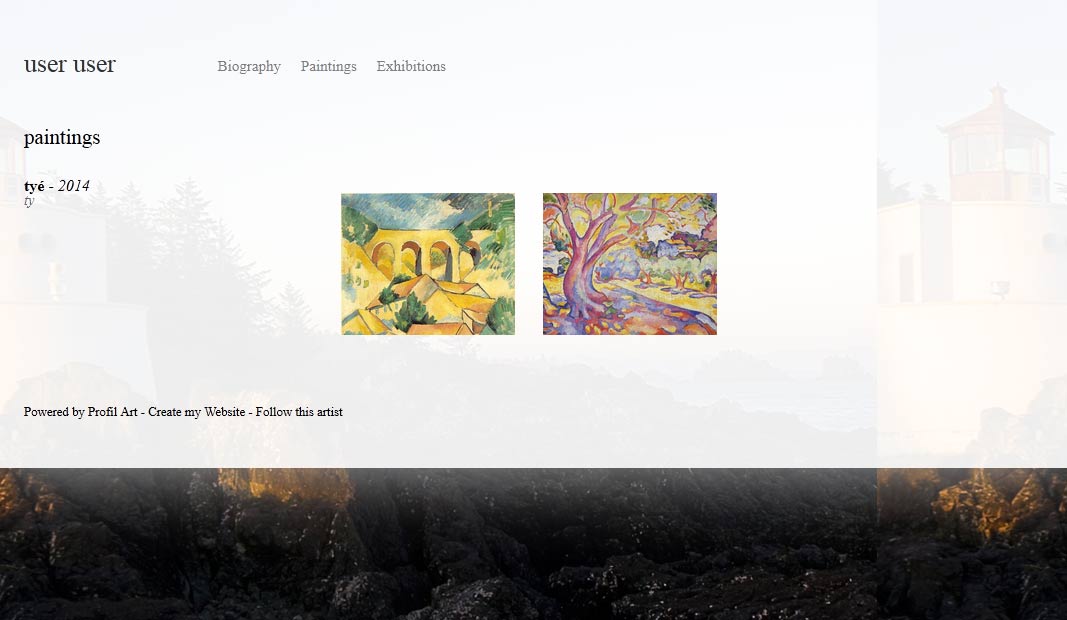 user user
Biography Paintings Exhibitions
paintings
tyé - 2014
ty
Powered by Profil Art - Create my Website - Follow this artist